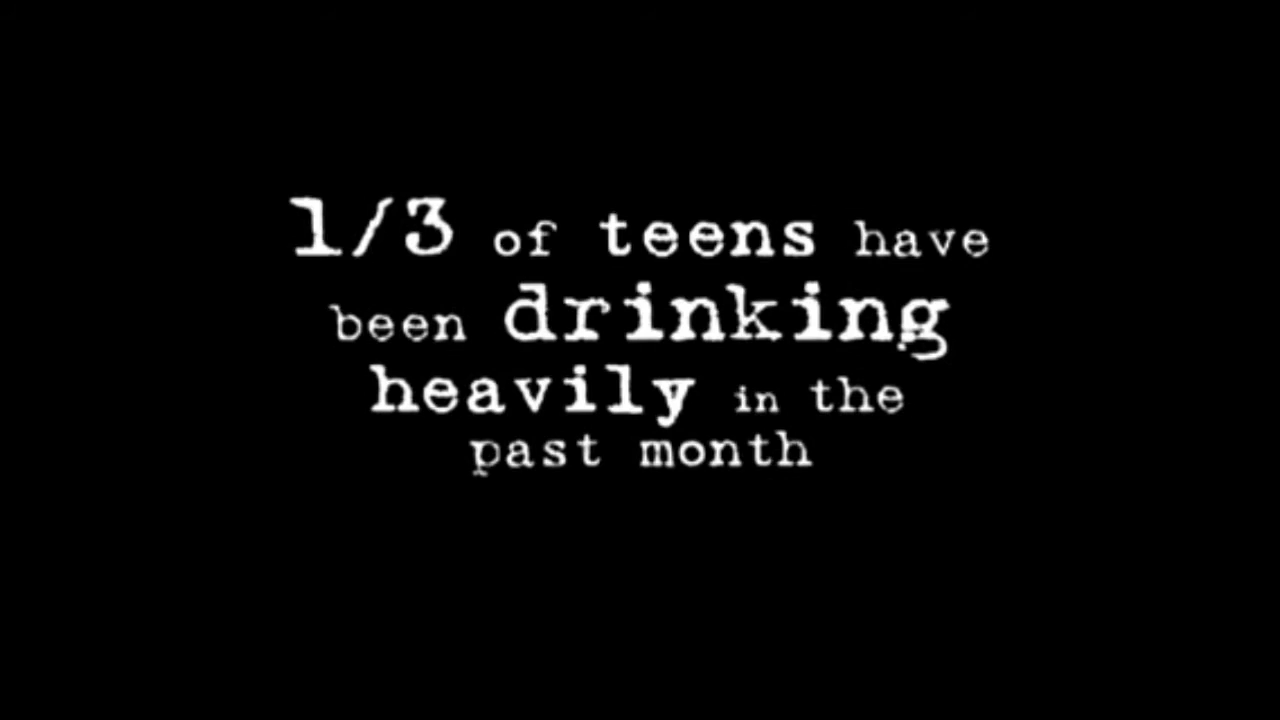 1/3 of teens have
been drinking
heavily in the
past month